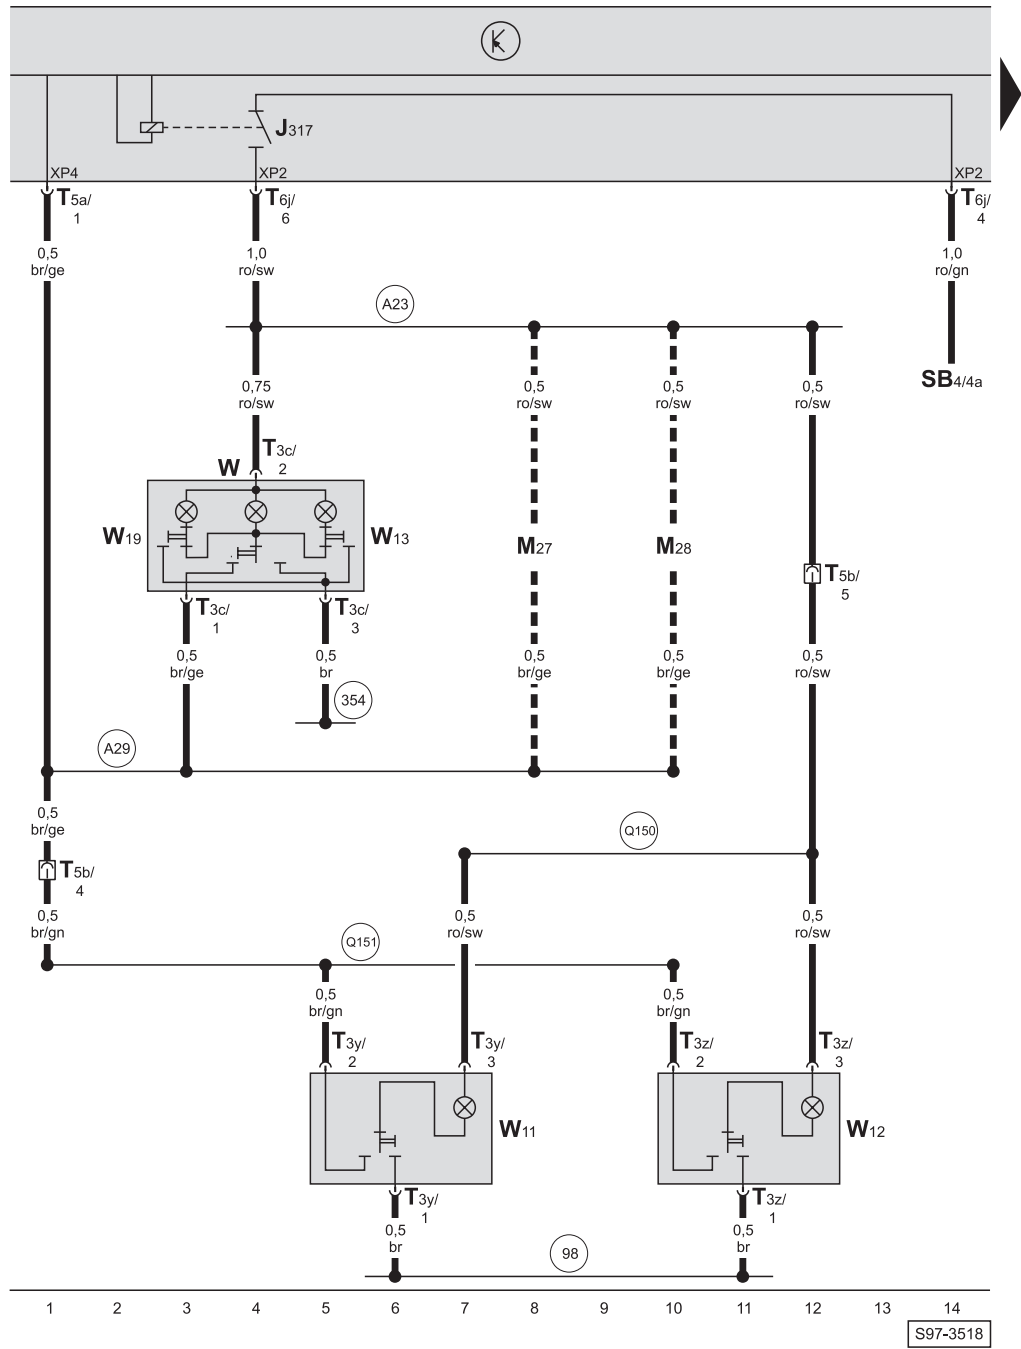 J317
XP4
XP2
XP2
T5a/
1
T6j/
6
T6j/
4
0,5
br/ge
1,0
ro/sw
1,0
ro/gn
A23
SB4/4a
0,75
ro/sw
0,5
ro/sw
0,5
ro/sw
0,5
ro/sw
T3c/
2
W
W19
W13
M27
M28
T5b/
5
T3c/
1
T3c/
3
0,5
br/ge
0,5
br
0,5
br/ge
0,5
br/ge
0,5
ro/sw
354
A29
0,5
br/ge
Q150
T5b/
4
0,5
br/gn
0,5
ro/sw
0,5
ro/sw
Q151
0,5
br/gn
0,5
br/gn
T3y/
2
T3y/
3
T3z/
2
T3z/
3
W11
W12
T3y/
1
T3z/
1
0,5
br
0,5
br
98
1 2 3 4 5 6 7 8 9 10 11 12 13 14
S97-3518